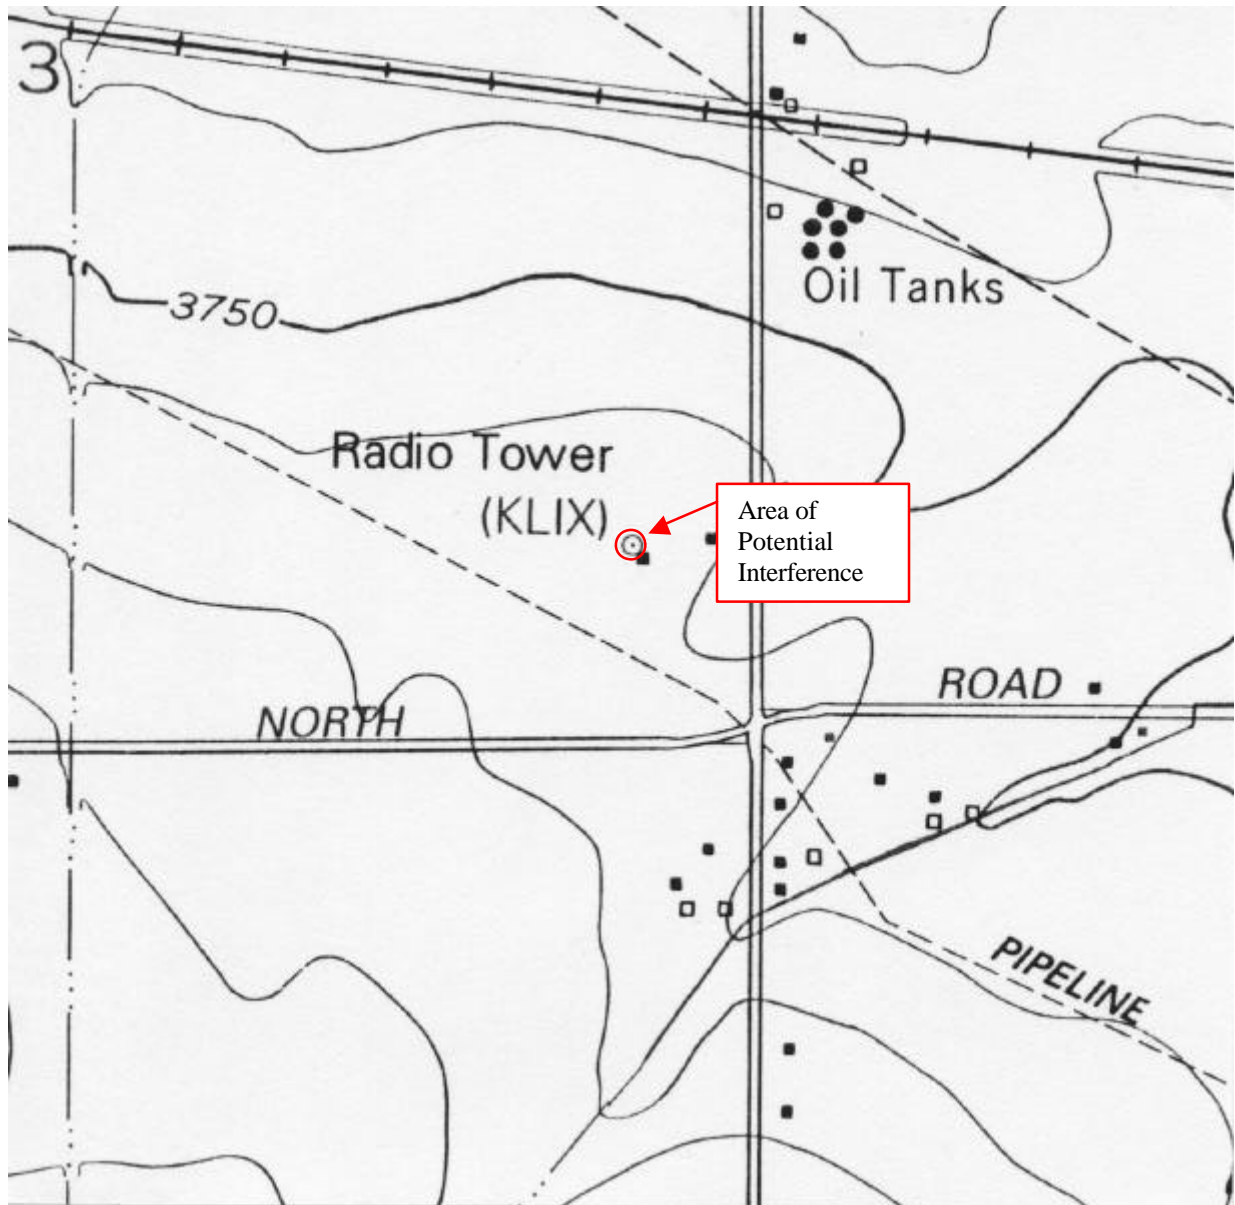 3
Oil Tanks
3750
Radio Tower
(KLIX)
Area of
Potential
Interference
ROAD
NORTH
PIPELINE